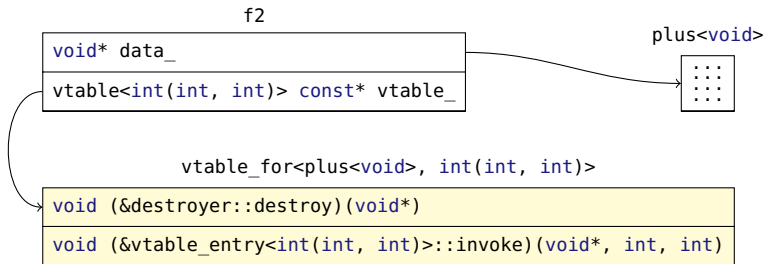 f2
plus<void>
void* data_
vtable<int(int, int)> const* vtable_
...
...
...
vtable_for<plus<void>, int(int, int)>
void (&destroyer::destroy)(void*)
void (&vtable_entry<int(int, int)>::invoke)(void*, int, int)